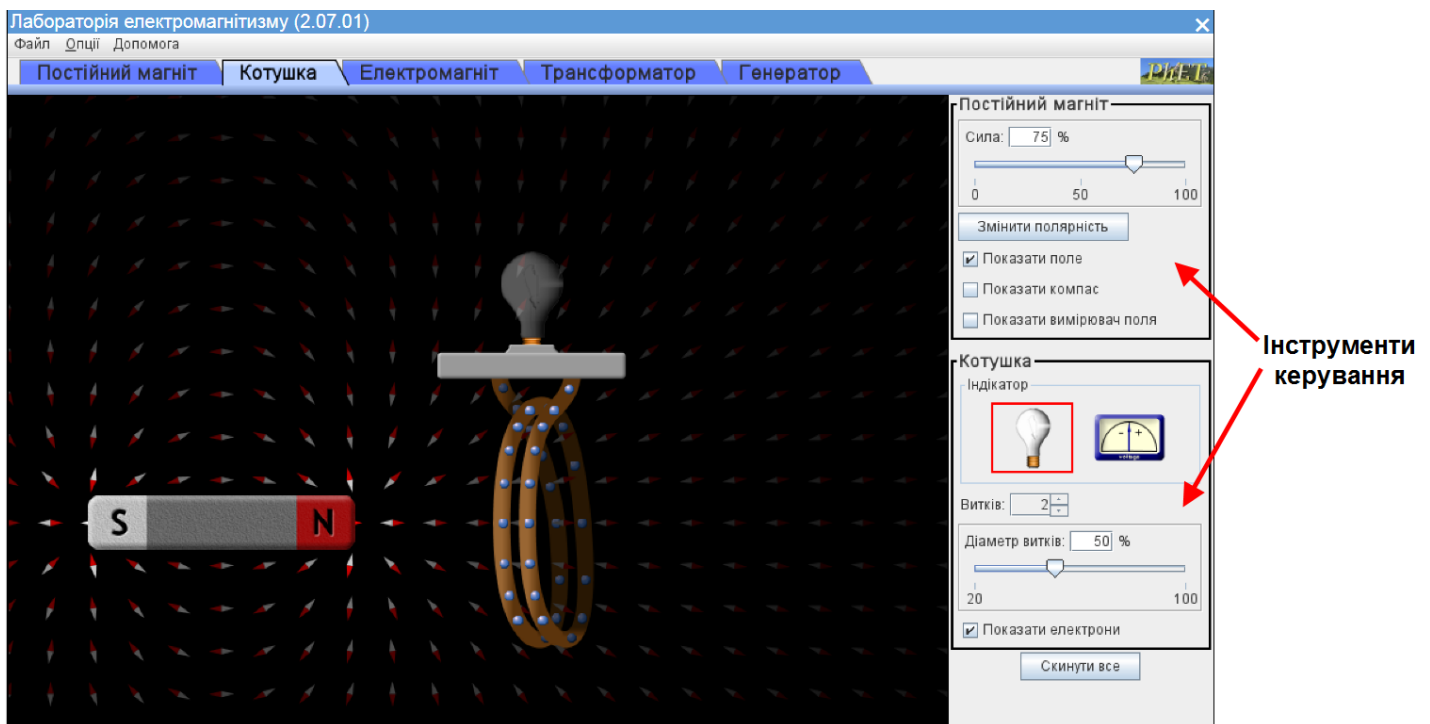 Лабораторія електромагнітизму (2.07.01)
Файл Опції Допомога
Постійний магніт Котушка Електромагніт Трансформатор Генератор
PhET
Постійний магніт
Сила: 75 %
0 50 100
Змінити полярність
Показати поле
Показати компас
Показати вимірювач поля
Котушка
Індікатор
- +
voltage
Витків: 2
Діаметр витків: 50 %
20 100
Показати електрони
Скинути все
S N
Інструменти
керування